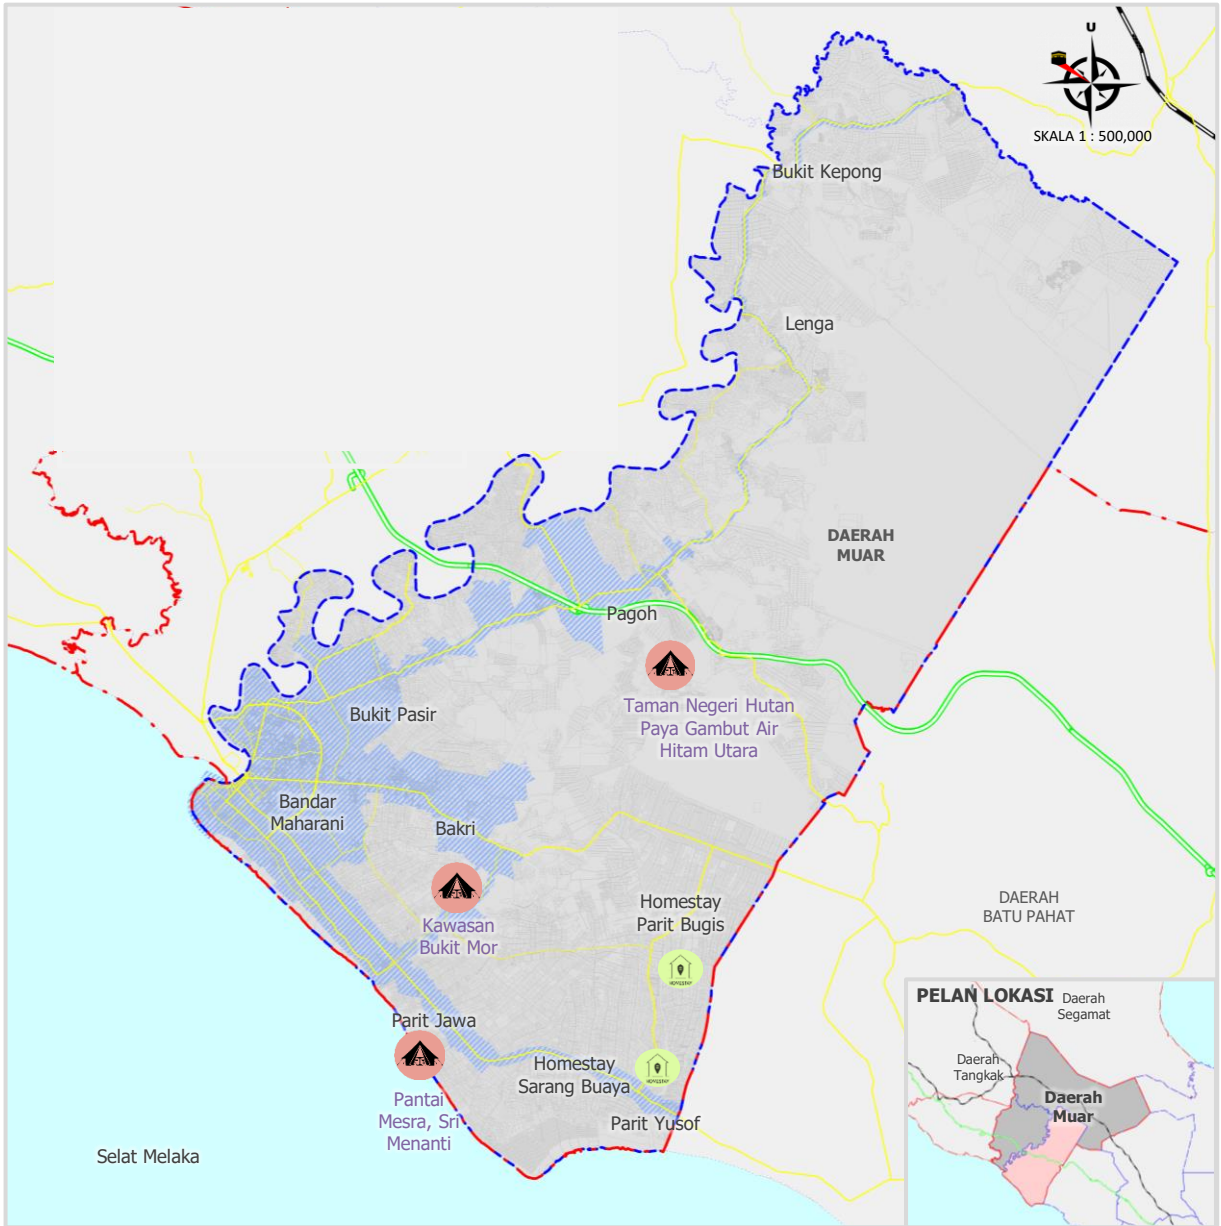 U
SKALA 1 : 500,000
Bukit Kepong
Lenga
DAERAH
MUAR
Pagoh
Taman Negeri Hutan
Paya Gambut Air
Hitam Utara
Bukit Pasir
Bandar
Maharani
Bakri
Kawasan
Bukit Mor
Homestay
Parit Bugis
HOMESTAY
DAERAH
BATU PAHAT
Parit Jawa
Pantai
Mesra, Sri
Menanti
Homestay
Sarang Buaya
HOMESTAY
Parit Yusof
Selat Melaka
PELAN LOKASI
Daerah
Segamat
Daerah
Tangkak
Daerah
Muar